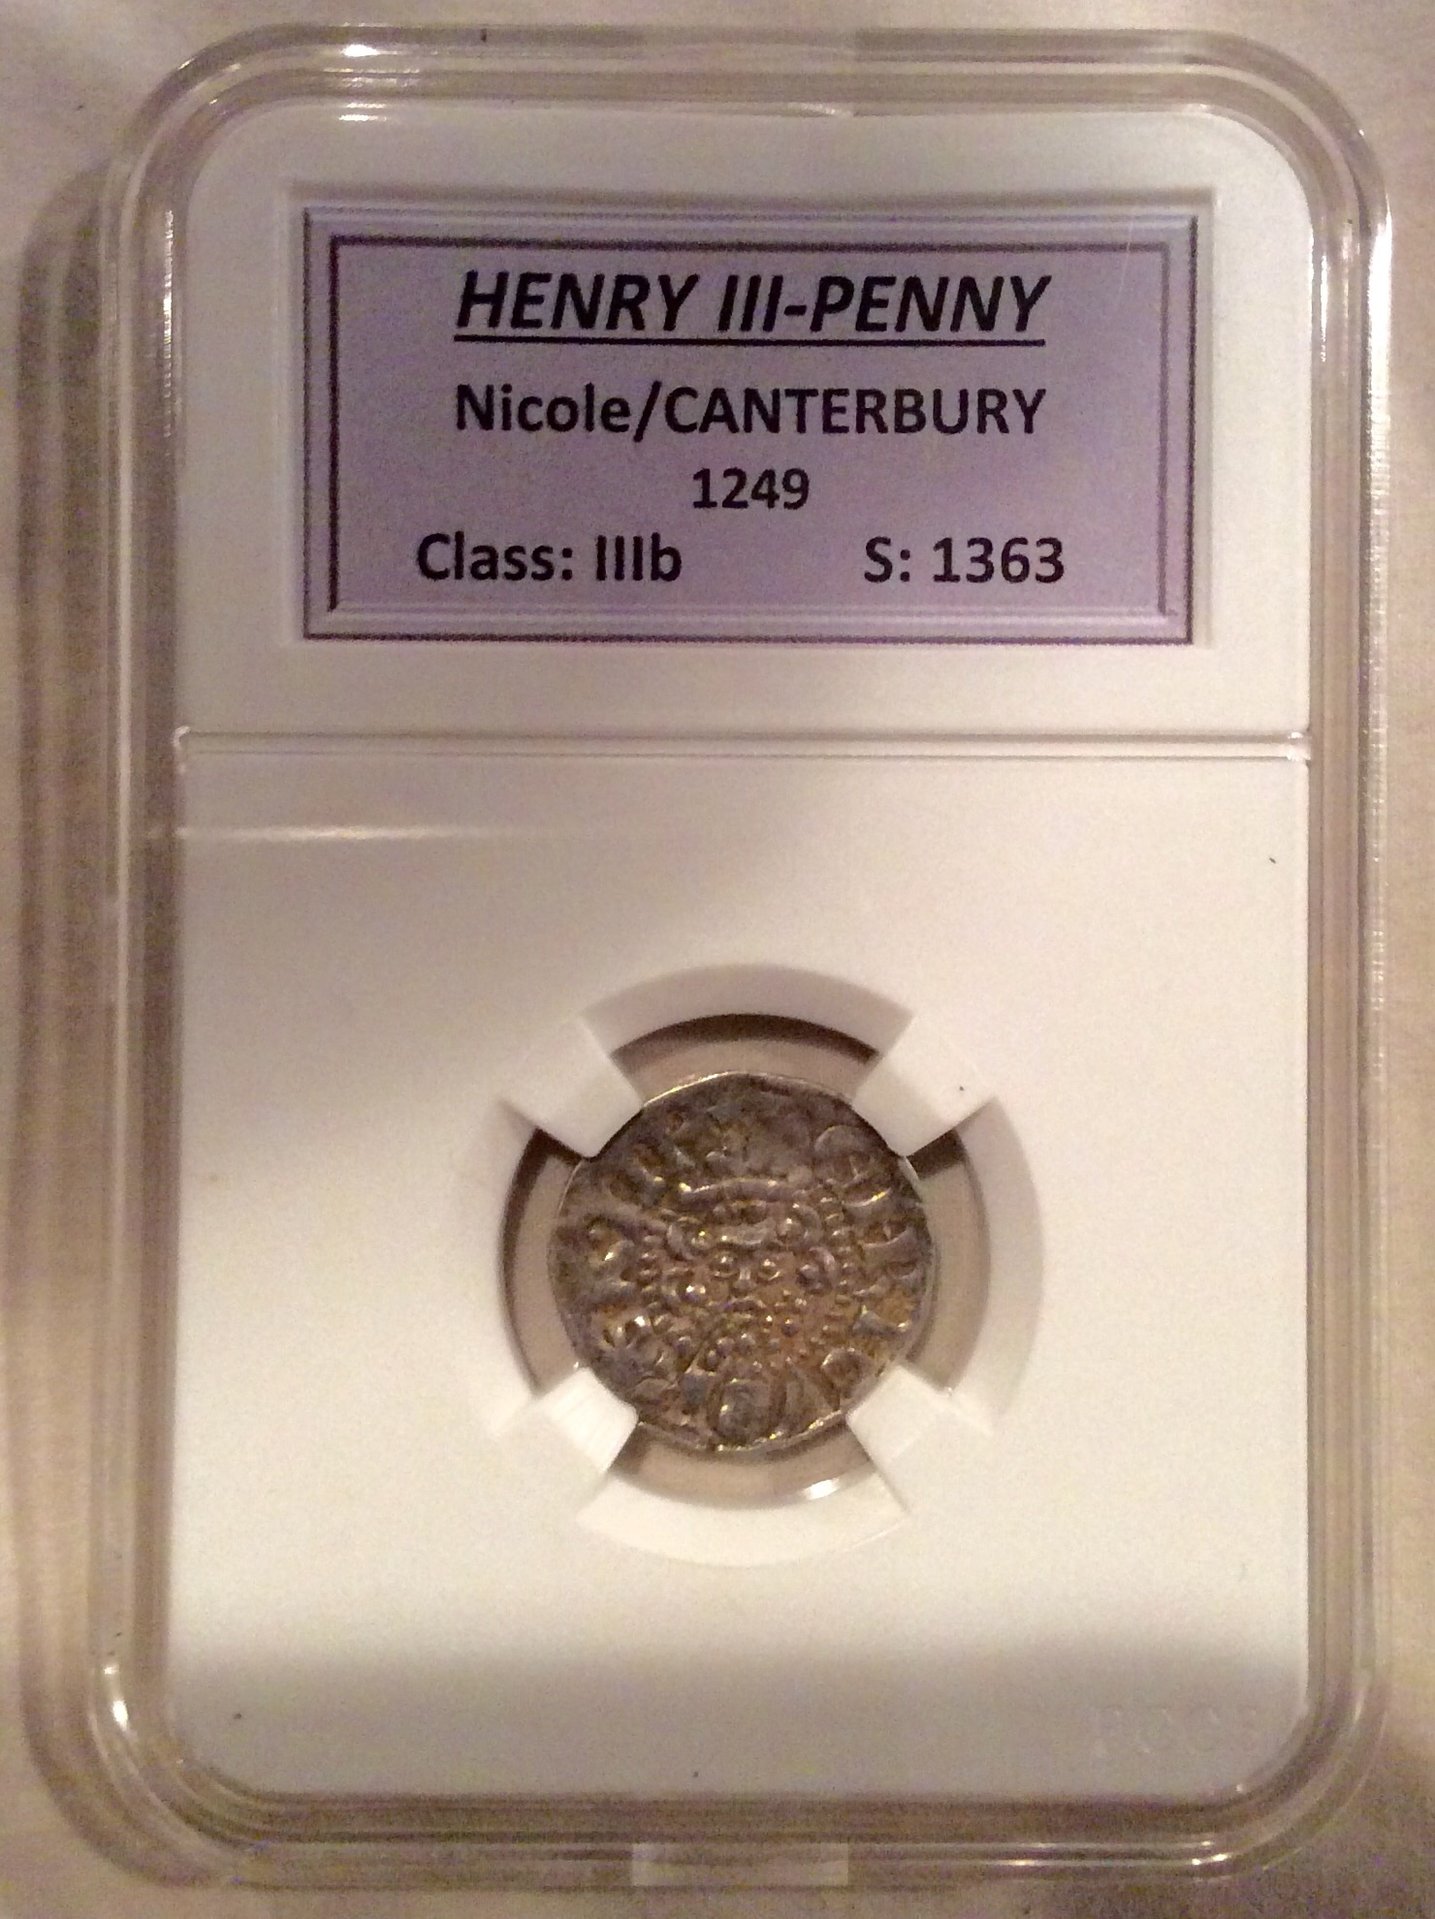 HENRY III-PENNY
Nicole/CANTERBURY
1249
Class: IIIb S: 1363